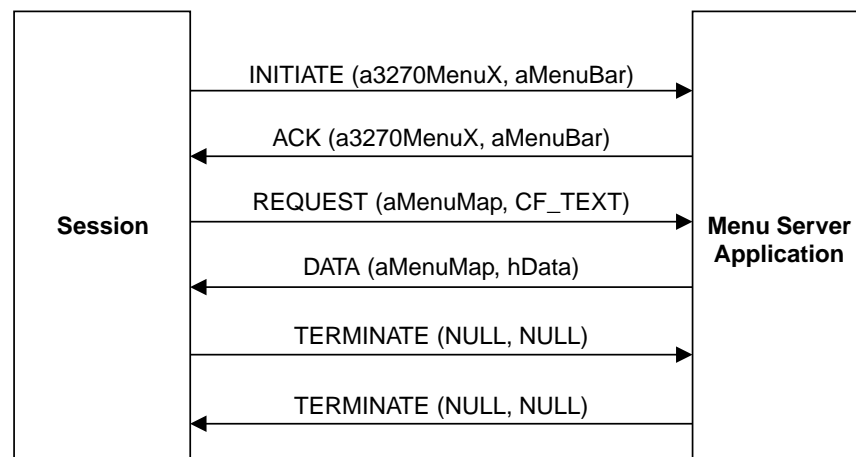 INITIATE (a3270MenuX, aMenuBar)
ACK (a3270MenuX, aMenuBar)
REQUEST (aMenuMap, CF_TEXT)
Session
Menu Server
Application
DATA (aMenuMap, hData)
TERMINATE (NULL, NULL)
TERMINATE (NULL, NULL)